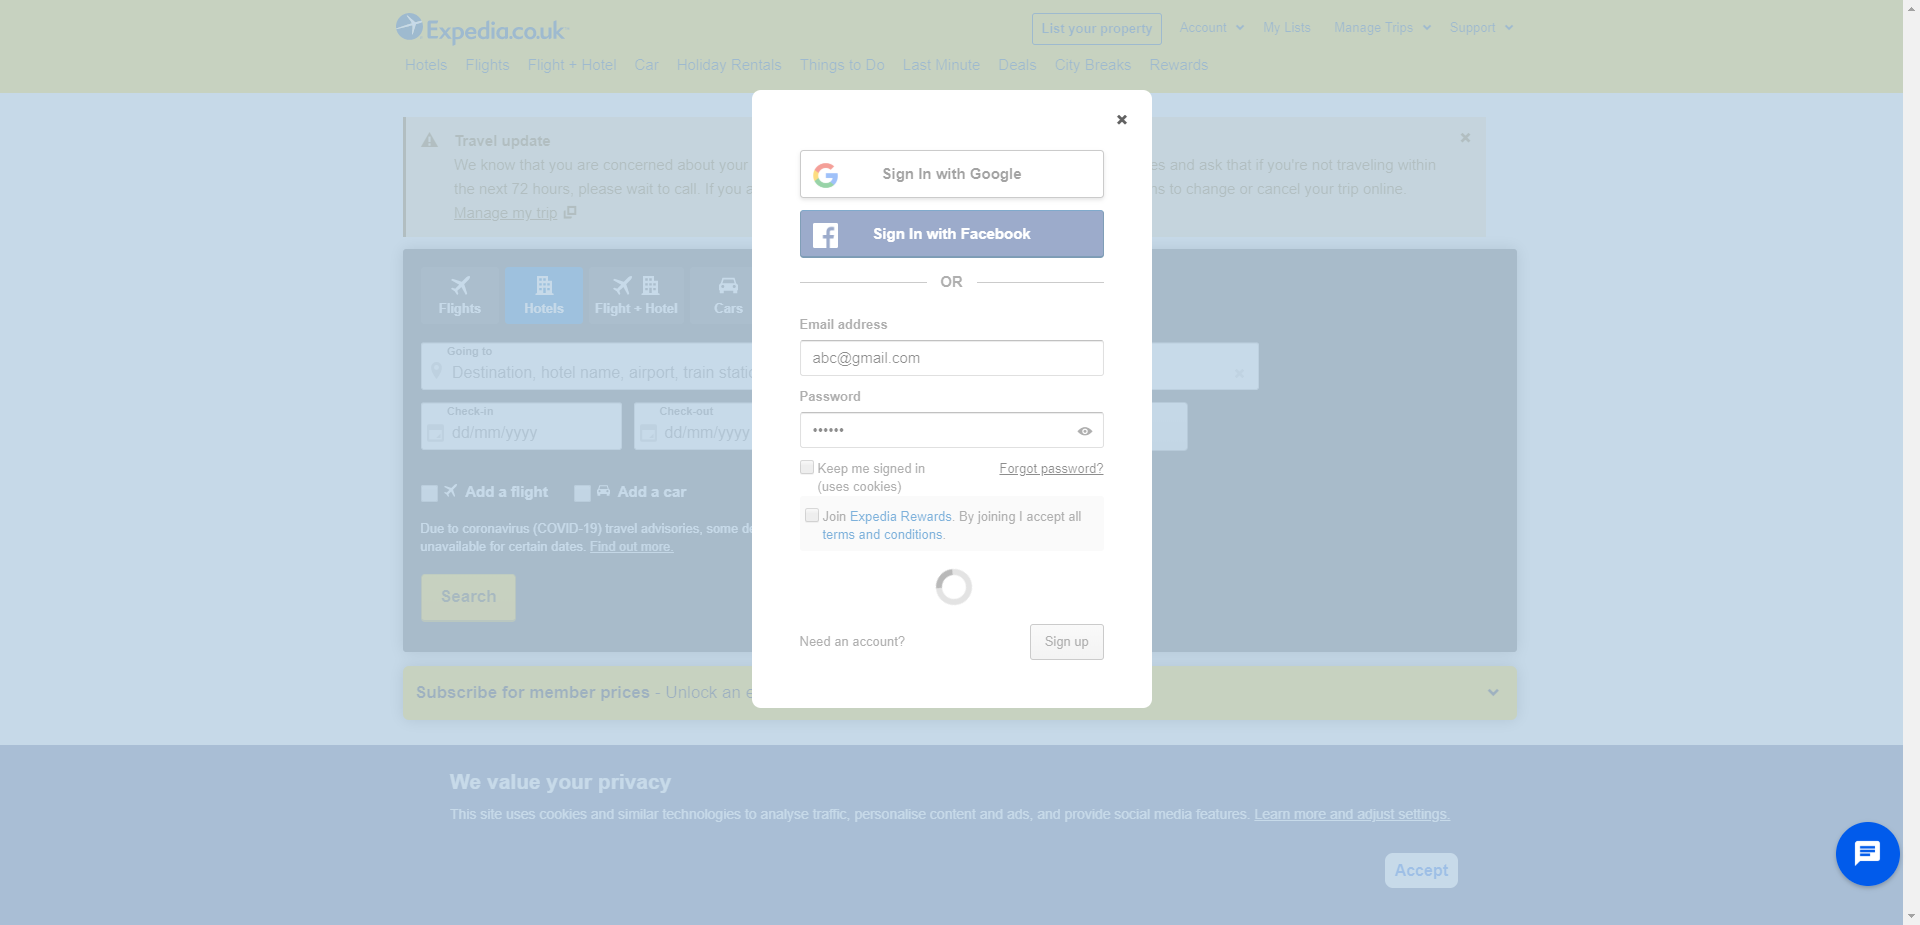 Expedia.co.uk
List your property
Account
My Lists
Manage Trips
Support
Hotels Flights Flight + Hotel Car Holiday Rentals Things to Do Last Minute Deals City Breaks Rewards
Travel update
We know that you are concerned about your
es and ask that if you're not traveling within
the next 72 hours, please wait to call. If you a
ns to change or cancel your trip online.
Manage my trip
Flights
Hotels
Flight + Hotel
Cars
Going to
Destination, hotel name, airport, train static
Check-in
dd/mm/yyyy
Check-out
dd/mm/yyyy
Add a flight
Add a car
Due to coronavirus (COVID-19) travel advisories, some de
unavailable for certain dates. Find out more.
Search
Subscribe for member prices - Unlock an e
Sign In with Google
Sign In with Facebook
OR
Email address
abc@gmail.com
Password
••••••
Keep me signed in
(uses cookies)
Forgot password?
Join Expedia Rewards. By joining I accept all
terms and conditions.
Need an account?
Sign up
We value your privacy
This site uses cookies and similar technologies to analyse traffic, personalise content and ads, and provide social media features. Learn more and adjust settings.
Accept